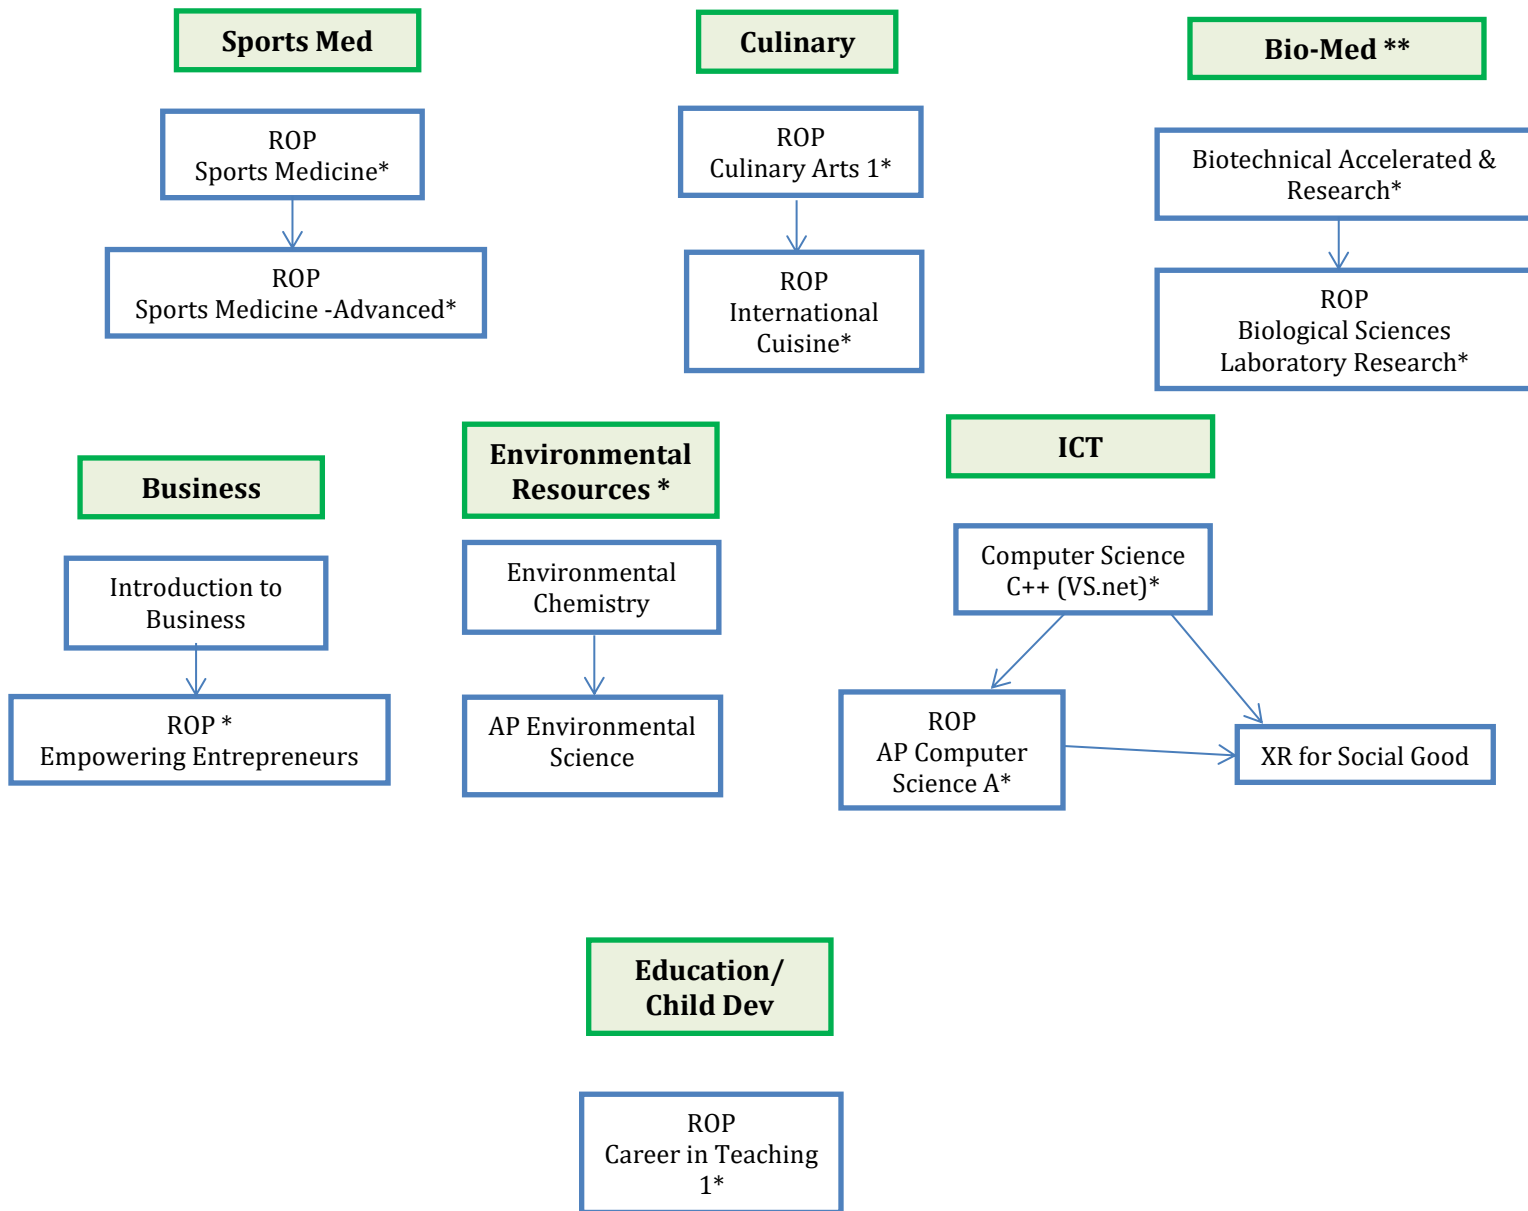 Sports Med
ROP
Sports Medicine*
ROP
Sports Medicine -Advanced*
Culinary
ROP
Culinary Arts 1*
ROP
International
Cuisine*
Bio-Med **
Biotechnical Accelerated &
Research*
ROP
Biological Sciences
Laboratory Research*
Business
Introduction to
Business
ROP *
Empowering Entrepreneurs
Environmental
Resources *
Environmental
Chemistry
AP Environmental
Science
ICT
Computer Science
C++ (VS.net)*
ROP
AP Computer
Science A*
XR for Social Good
Education/
Child Dev
ROP
Career in Teaching
1*